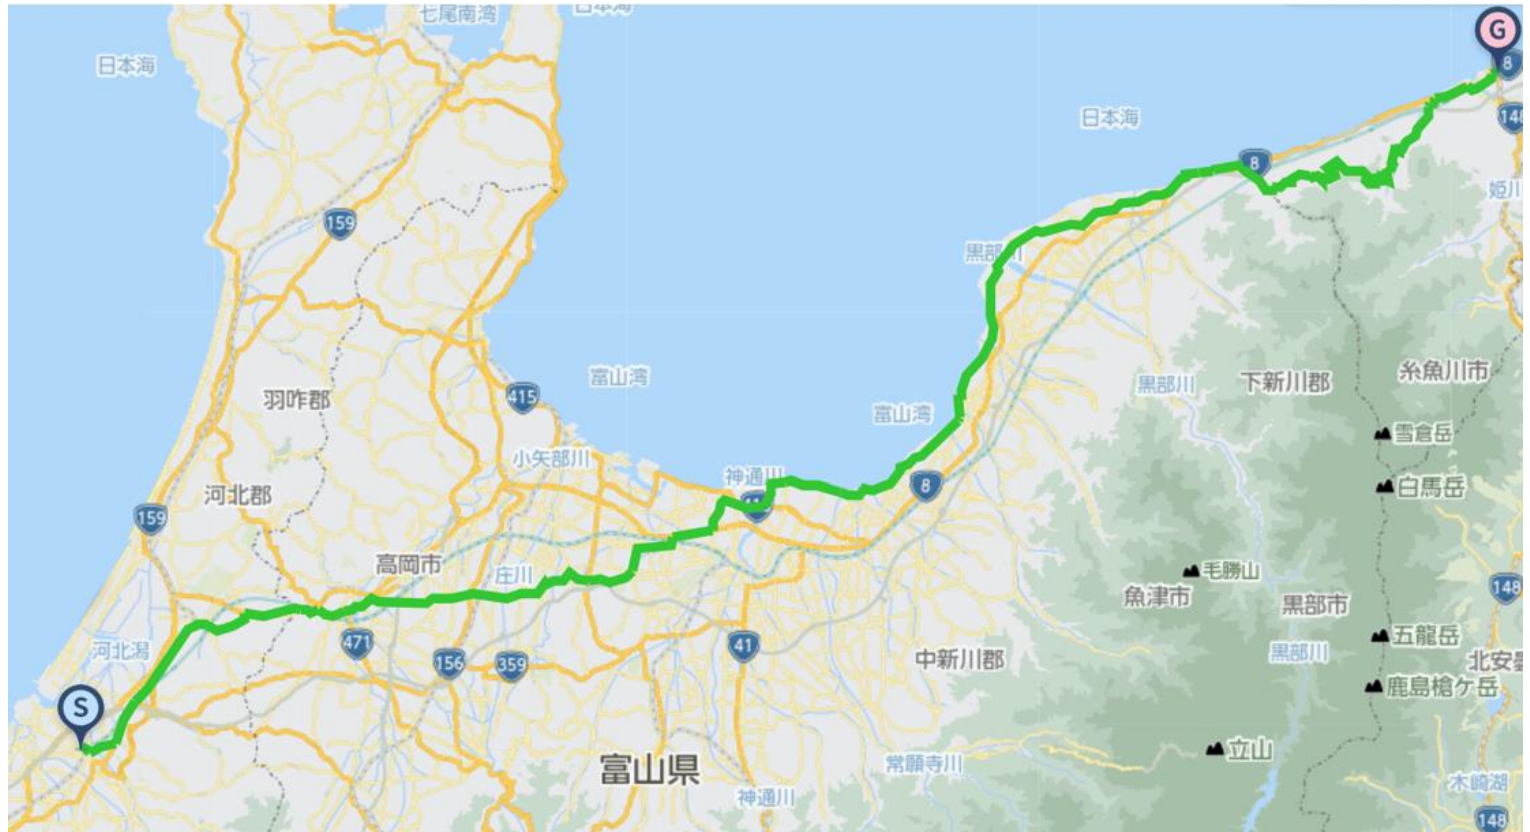 七尾南湾
日本海
日本海
G
8
148
日本海
8
姫川
159
黒部川
羽咋郡
415
富山湾
富山湾
黒部川
下新川郡
糸魚川市
雪倉岳
小矢部川
神通川
8
白馬岳
河北郡
159
高岡市
庄川
毛勝山
魚津市
黒部市
148
五龍岳
河北潟
471
156
359
41
中新川郡
黒部川
北安曇
鹿島槍ケ岳
S
立山
富山県
常願寺川
神通川
木崎湖
148